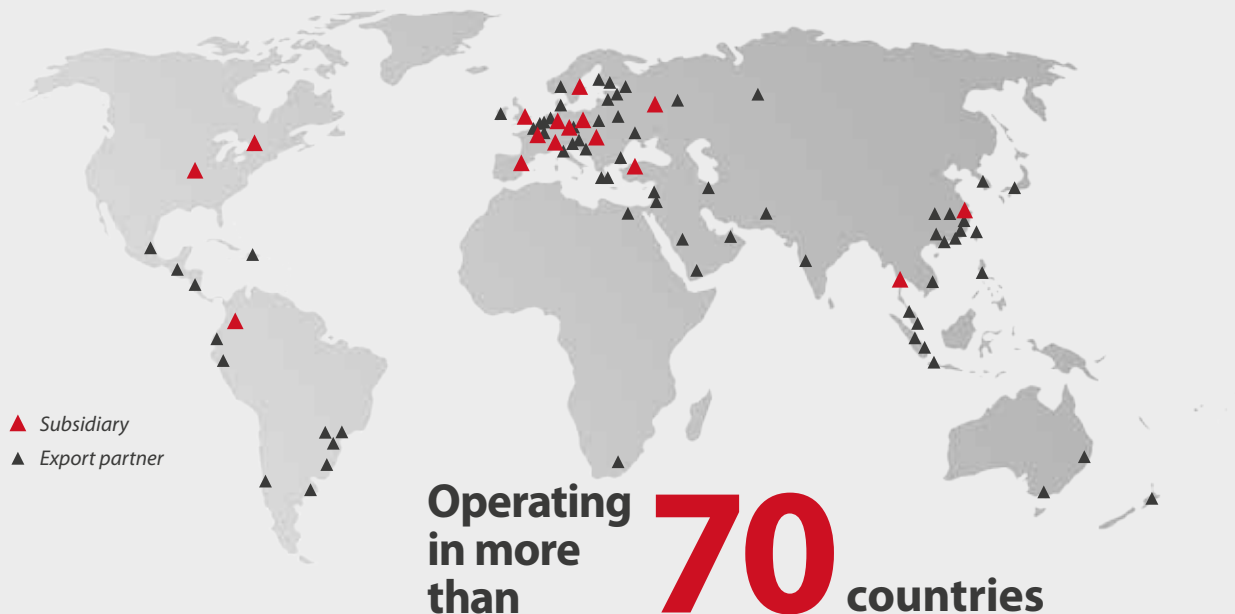 Subsidiary
Export partner
Operating
in more
than
70
countries